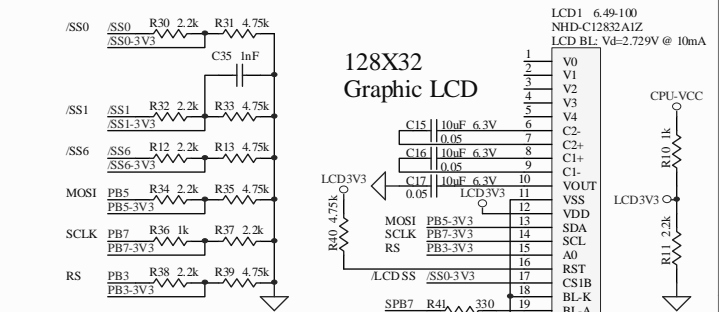 LCD1 6.49-100
NHD-C12832A1Z
LCD BL: Vd=2.729V @ 10mA
/SS0 /SS0 R30 2.2k R31 4.75k
/SS0-3V3
C35 1nF
128X32
Graphic LCD
/SS1 /SS1 R32 2.2k R33 4.75k
/SS1-3V3
/SS6 /SS6 R12 2.2k R13 4.75k
/SS6-3V3
MOSI PB5 R34 2.2k R35 4.75k
PB5-3V3
SCLK PB7 R36 1k R37 2.2k
PB7-3V3
RS PB3 R38 2.2k R39 4.75k
PB3-3V3
1 V0
2 V1
3 V2
4 V3
5 V4
C15 10uF 6.3V 6 C2-
0.05 7 C2+
C16 10uF 6.3V 8 C1+
0.05 9 C1-
C17 10uF 6.3V 10 VOUT
0.05 LCD3V3 11 VSS
12 VDD
MOSI PB5-3V3 13 SDA
SCLK PB7-3V3 14 SCL
RS PB3-3V3 15 A0
16 RST
/LCDSS /SS0-3V3 17 CS1B
18 BL-K
SPB7 R41 330 19 BL-A
LCD3V3
R40 4.75k
CPU-VCC
R10 1k
LCD3V3
R11 2.2k